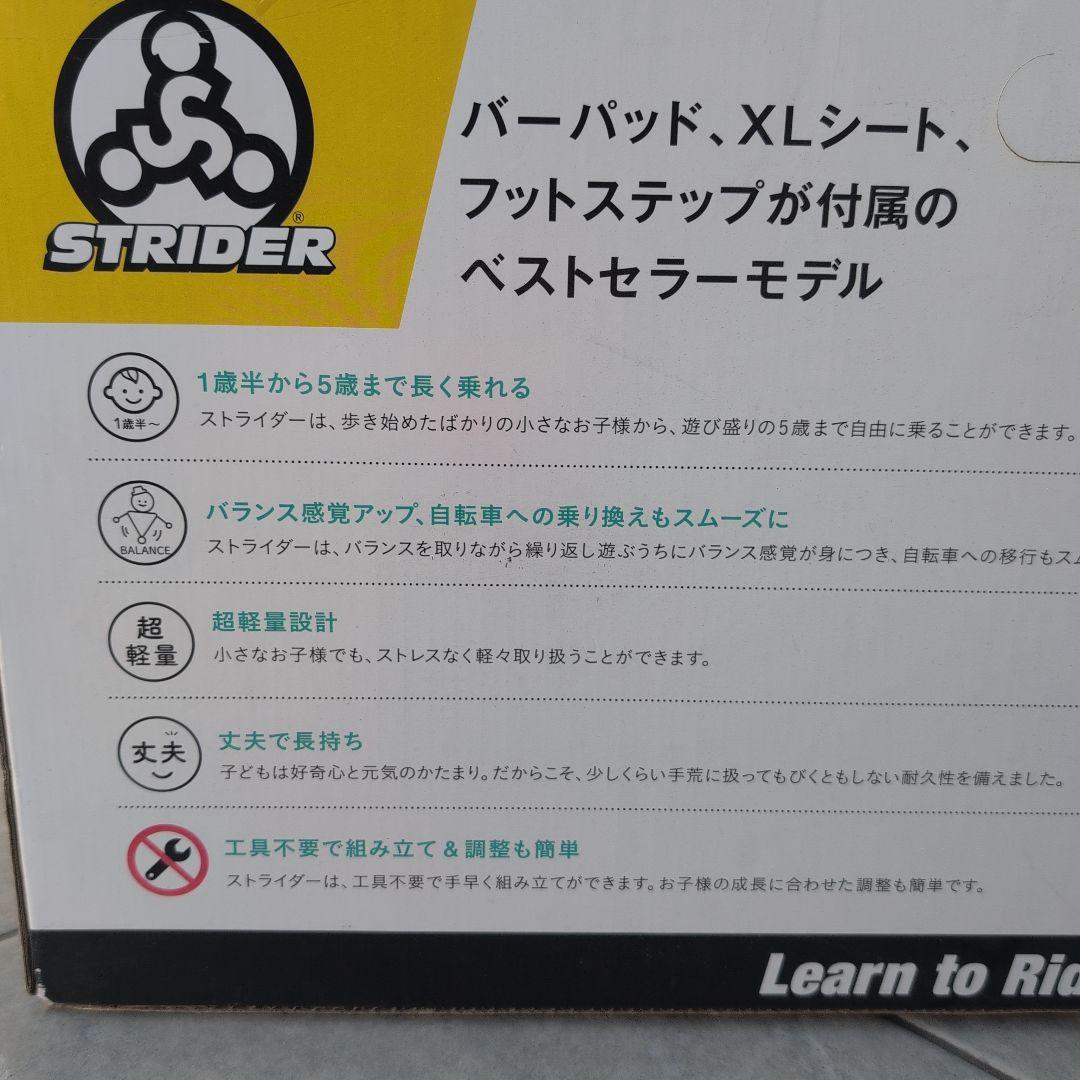 STRIDER®
バーパッド、XLシート、
フットステップが付属の
ベストセラーモデル
1歳半〜
1歳半から5歳まで長く乗れる
ストライダーは、歩き始めたばかりの小さなお子様から、遊び盛りの5歳まで自由に乗ることができます。
BALANCE
バランス感覚アップ、自転車への乗り換えもスムーズに
ストライダーは、バランスを取りながら繰り返し遊ぶうちにバランス感覚が身につき、自転車への移行もスム
超
軽量
超軽量設計
小さなお子様でも、ストレスなく軽々取り扱うことができます。
丈夫
丈夫で長持ち
子どもは好奇心と元気のかたまり。だからこそ、少しくらい手荒に扱ってもびくともしない耐久性を備えました。
工具不要で組み立て＆調整も簡単
ストライダーは、工具不要で手早く組み立てができます。お子様の成長に合わせた調整も簡単です。
Learn to Rid